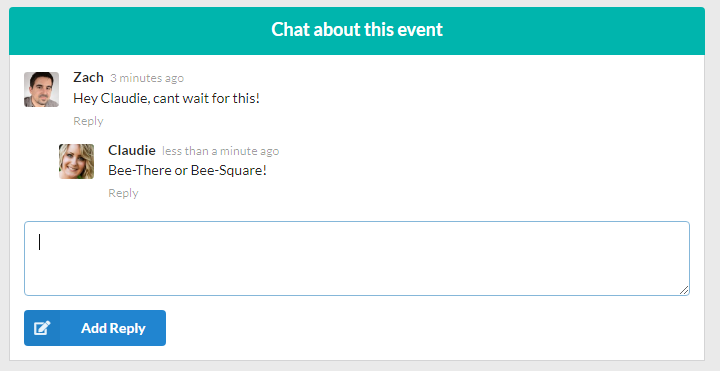 Chat about this event
Zach 3 minutes ago
Hey Claudie, cant wait for this!
Reply
Claudie less than a minute ago
Bee-There or Bee-Square!
Reply
Add Reply